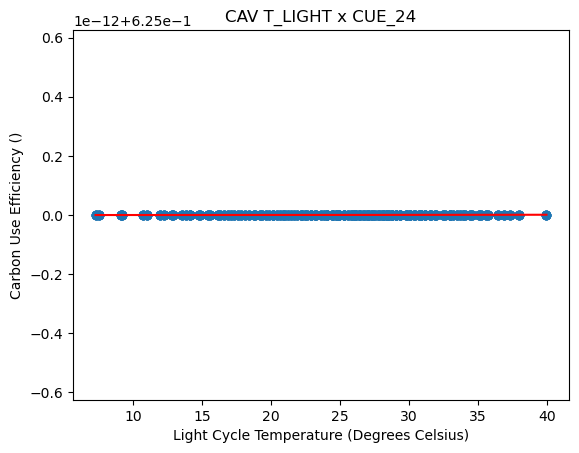 CAV T_LIGHT x CUE_24
1e−12+6.25e−1
0.6
0.4
0.2
0.0
−0.2
−0.4
−0.6
Carbon Use Efficiency ()
10 15 20 25 30 35 40
Light Cycle Temperature (Degrees Celsius)